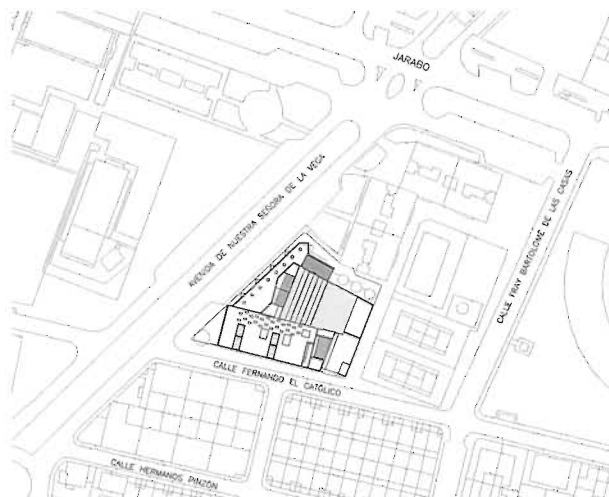 JARABO
AVENIDA DE NUESTRA SEÑORA DE LA VEGA
CALLE FRAY BARTOLOME DE LAS CASAS
CALLE FERNANDO EL CATÓLICO
CALLE HERMANOS PINZÓN